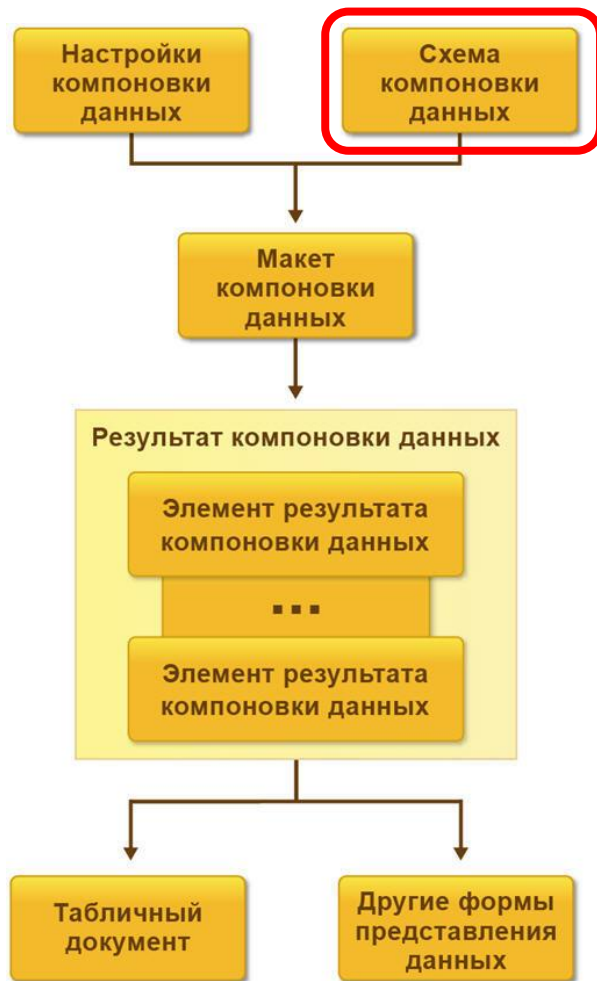 Настройки
компоновки
данных
Схема
компоновки
данных
Макет
компоновки
данных
Результат компоновки данных
Элемент результата
компоновки данных
...
Элемент результата
компоновки данных
Табличный
документ
Другие формы
представления
данных